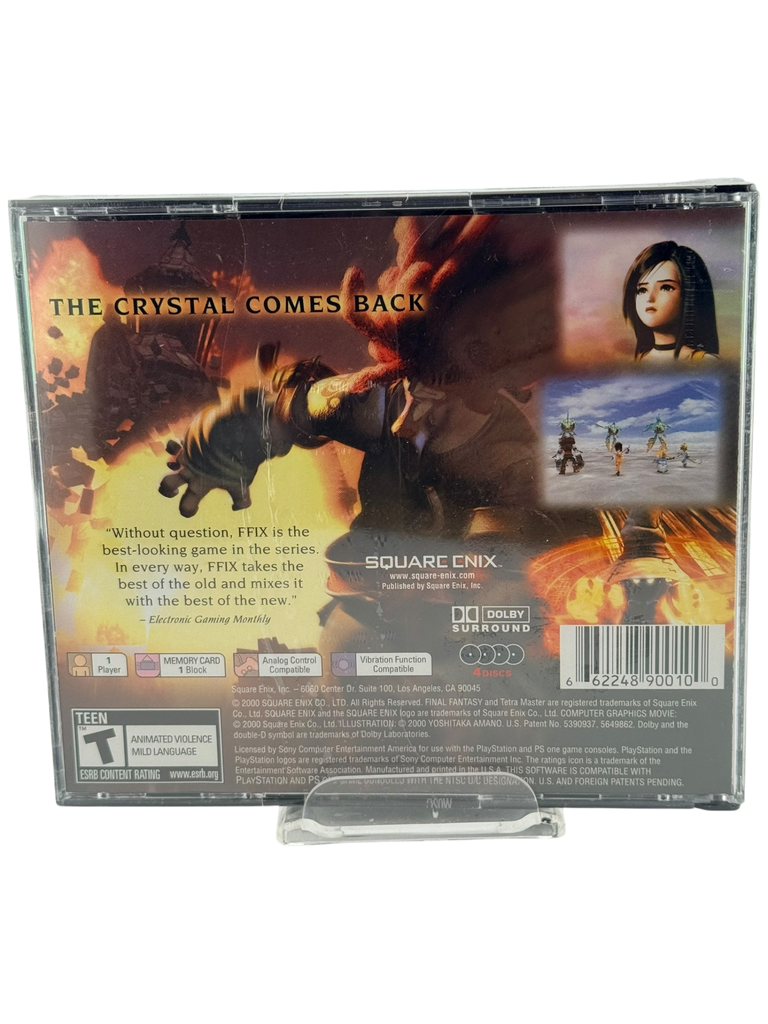 THE CRYSTAL COMES BACK
"Without question, FFIX is the
best-looking game in the series.
In every way, FFIX takes the
best of the old and mixes it
with the best of the new."
– Electronic Gaming Monthly
SQUARE ENIX™
www.square-enix.com
Published by Square Enix, Inc.
DOLBY
SURROUND
4 DISCS
1
Player
MEMORY CARD
1 Block
Analog Control
Compatible
Vibration Function
Compatible
6 62248 90010 0
Square Enix, Inc. – 6060 Center Dr. Suite 100, Los Angeles, CA 90045
© 2000 SQUARE ENIX CO., LTD. All Rights Reserved. FINAL FANTASY and Tetra Master are registered trademarks of Square Enix
Co., Ltd. SQUARE ENIX and the SQUARE ENIX logo are trademarks of Square Enix Co., Ltd. COMPUTER GRAPHICS MOVIE:
© 2000 Square Enix Co., Ltd. ILLUSTRATION: © 2000 YOSHITAKA AMANO. U.S. Patent No. 5390937, 5649862. Dolby and the
double-D symbol are trademarks of Dolby Laboratories.
Licensed by Sony Computer Entertainment America for use with the PlayStation and PS one game consoles. PlayStation and the
PlayStation logos are registered trademarks of Sony Computer Entertainment Inc. The ratings icon is a trademark of the
Entertainment Software Association. Manufactured and printed in the U.S.A. THIS SOFTWARE IS COMPATIBLE WITH
PLAYSTATION AND PS NTSC U/C U.S. AND FOREIGN PATENTS PENDING.
TEEN
T™
ANIMATED VIOLENCE
MILD LANGUAGE
ESRB CONTENT RATING www.esrb.org